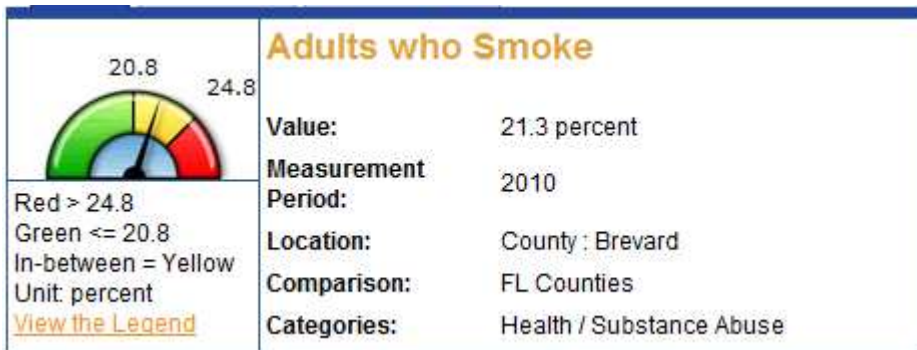 20.8
24.8
Red > 24.8
Green <= 20.8
In-between = Yellow
Unit: percent
View the Legend
Adults who Smoke
Value: 21.3 percent
Measurement
Period: 2010
Location: County : Brevard
Comparison: FL Counties
Categories: Health / Substance Abuse